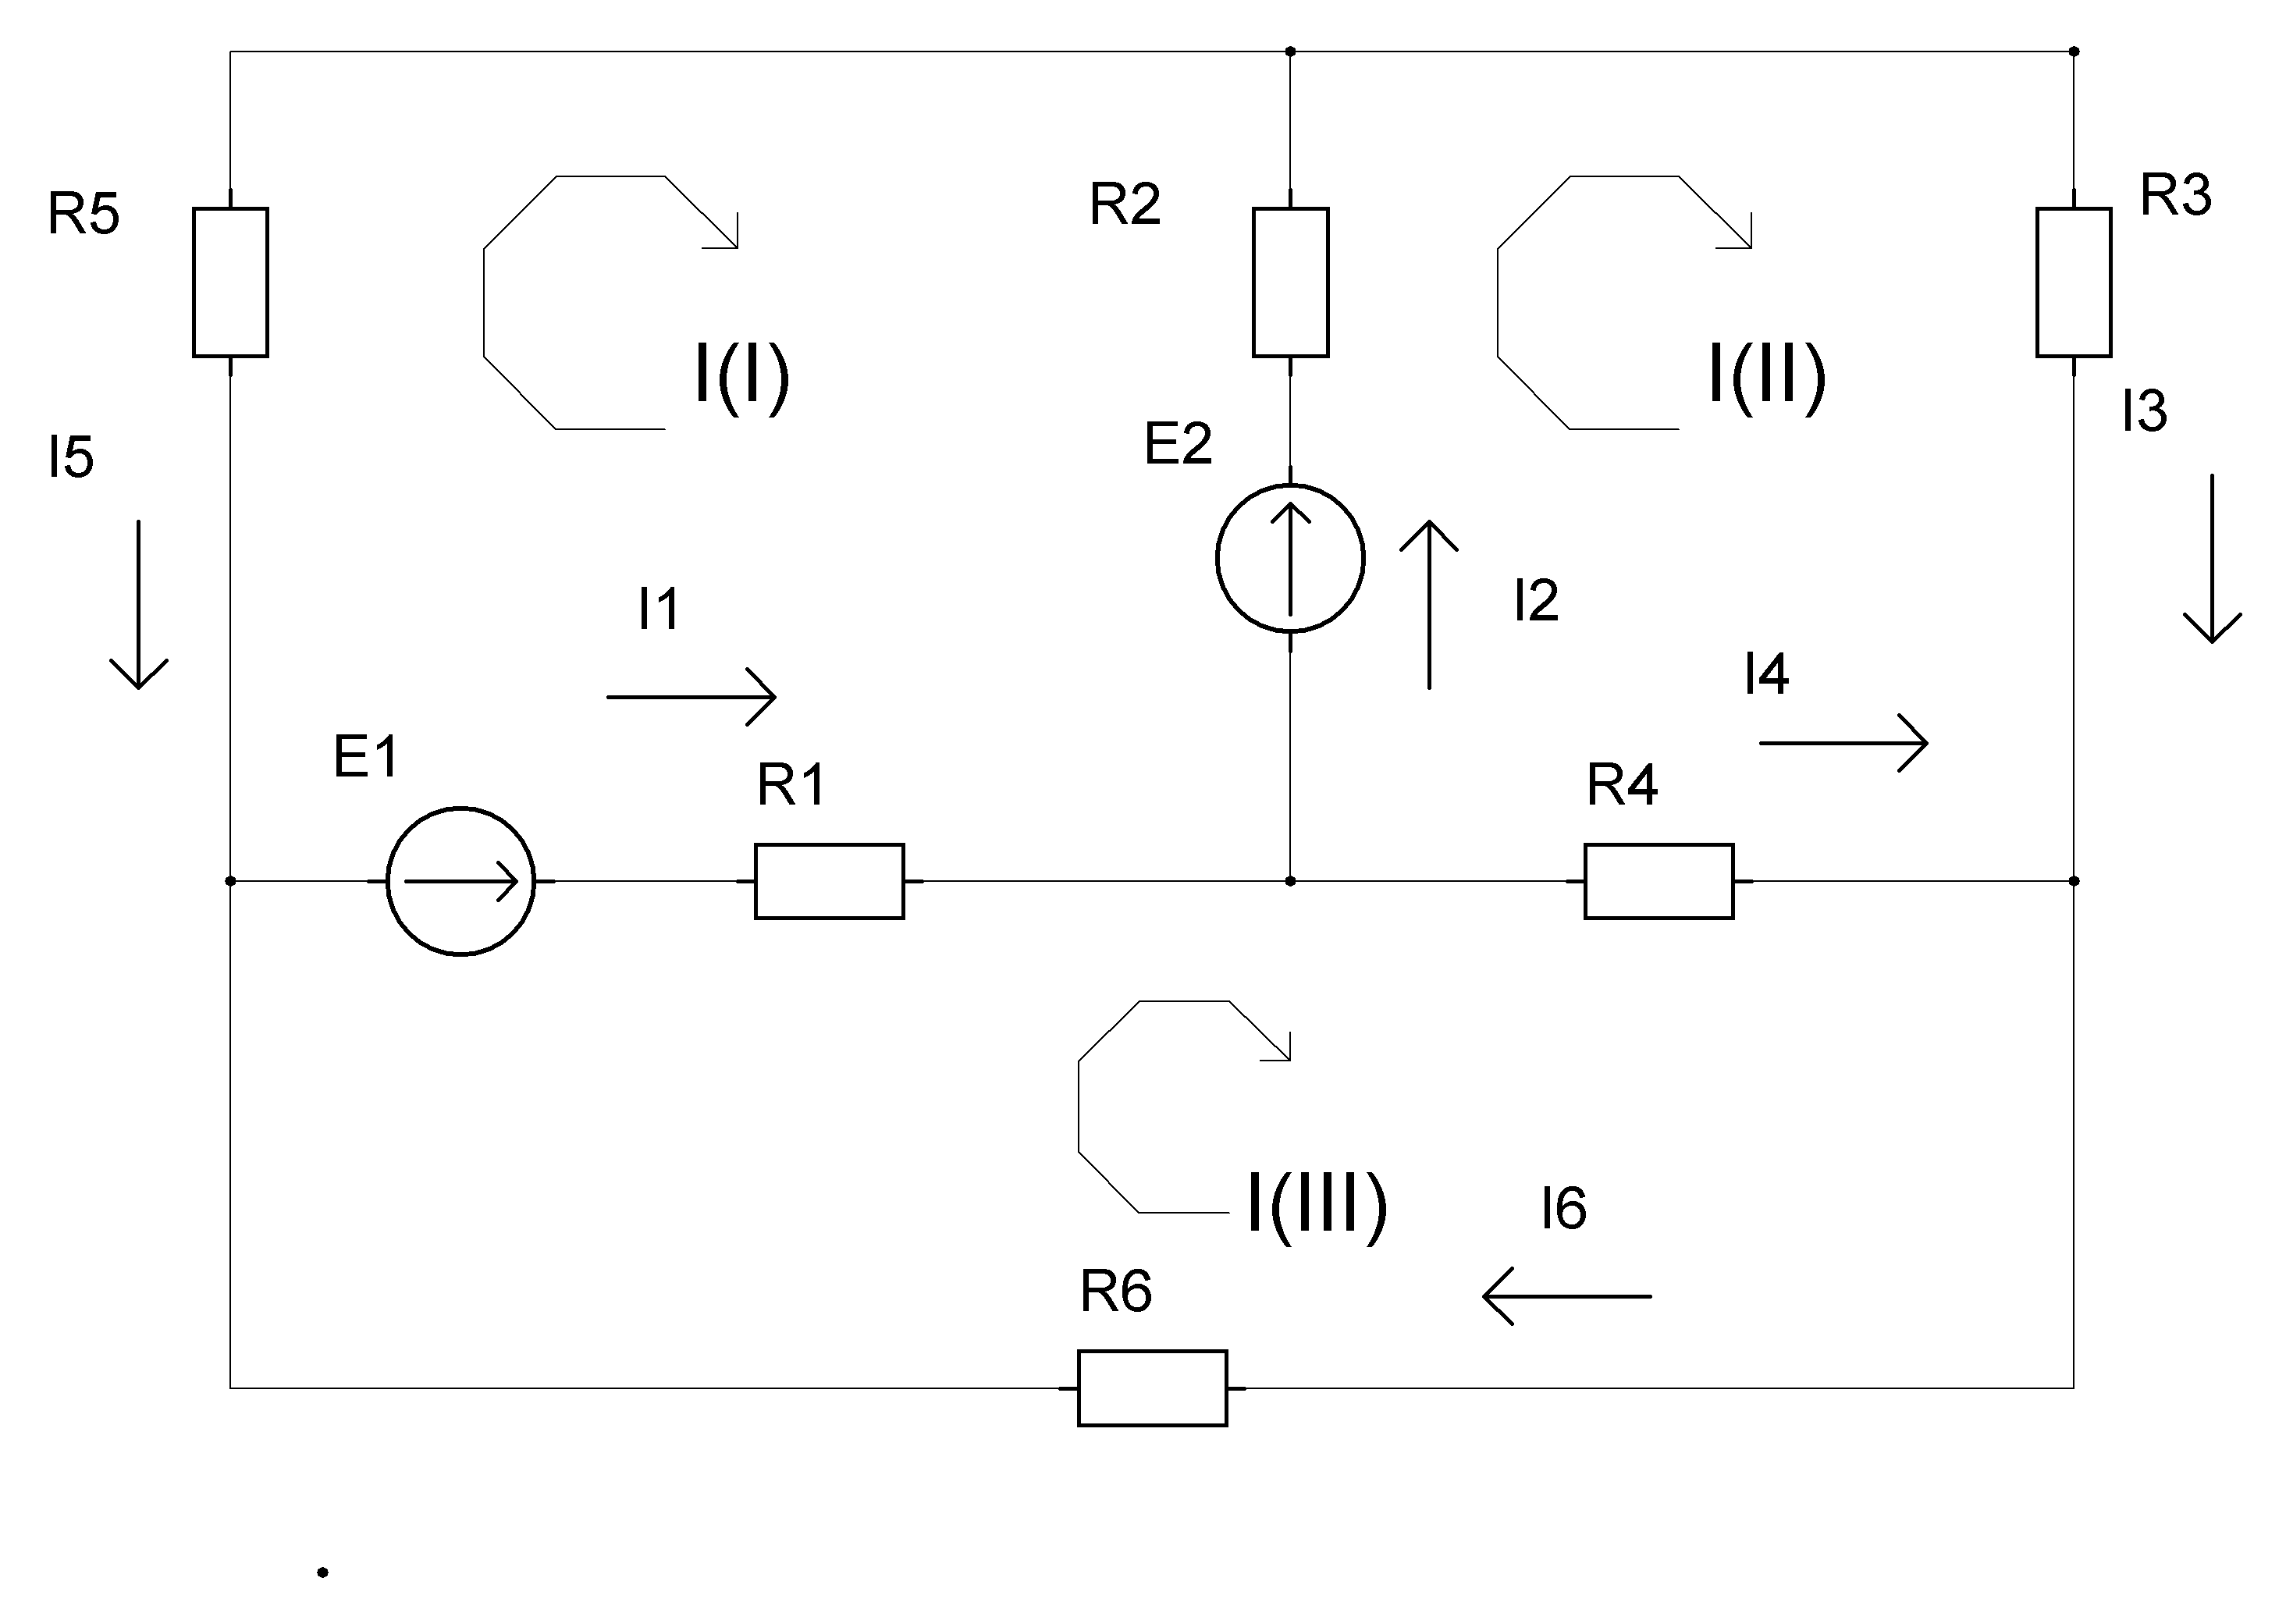 R5
R2
R3
I(I)
I(II)
I3
I5
E2
I1
I2
I4
E1
R1
R4
I(III)
I6
R6